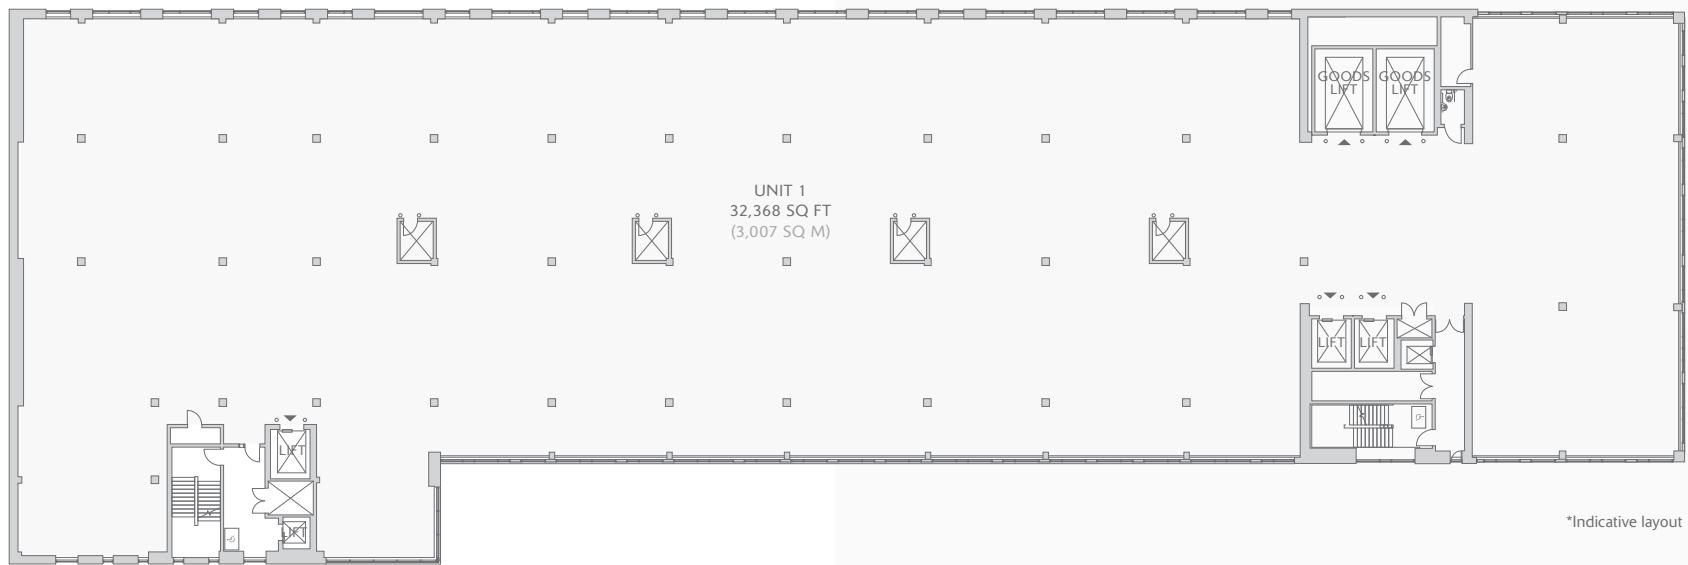 GOODS
LIFT
GOODS
LIFT
UNIT 1
32,368 SQ FT
(3,007 SQ M)
LIFT
LIFT
LIFT
LIFT
*Indicative layout